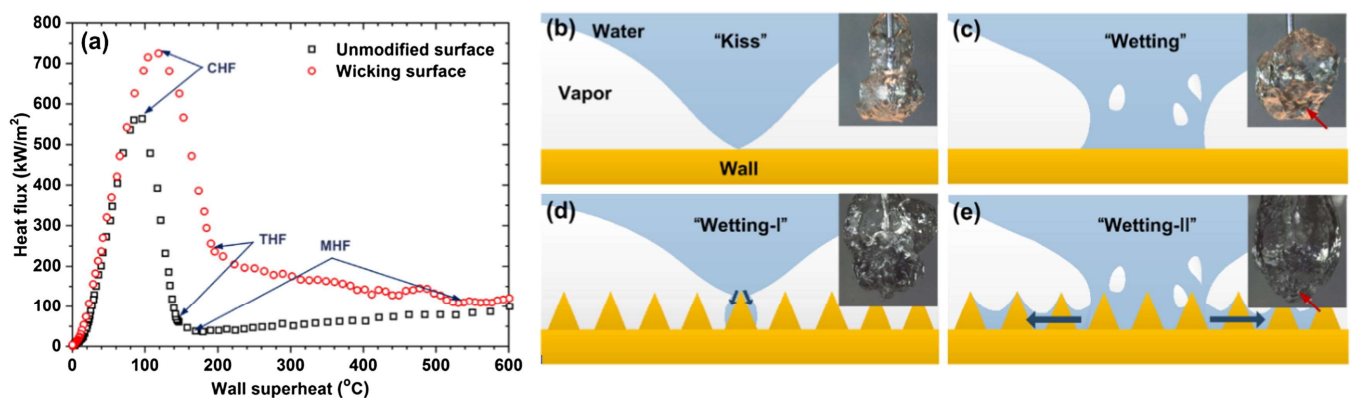 (a)
Heat flux (kW/m²)
800
700
600
500
400
300
200
100
0
Unmodified surface
Wicking surface
CHF
THF
MHF
0 100 200 300 400 500 600
Wall superheat (°C)
(b)
Water
"Kiss"
Vapor
Wall
(c)
"Wetting"
(d)
"Wetting-I"
(e)
"Wetting-II"